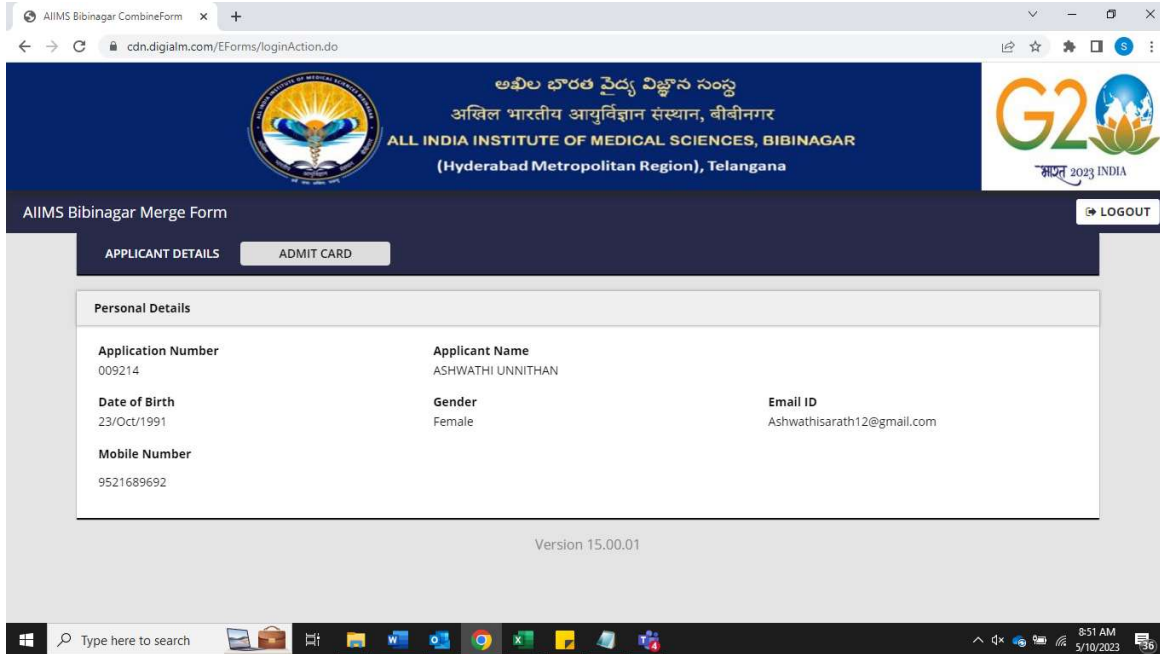 AIIMS Bibinagar CombineForm
cdn.digialm.com/EForms/loginAction.do
S
అఖిల భారత వైద్య విజ్ఞాన సంస్థ
अखिल भारतीय आयुर्विज्ञान संस्थान, बीबीनगर
ALL INDIA INSTITUTE OF MEDICAL SCIENCES, BIBINAGAR
(Hyderabad Metropolitan Region), Telangana
G20
भारत 2023 INDIA
AIIMS Bibinagar Merge Form
LOGOUT
APPLICANT DETAILS ADMIT CARD
Personal Details
Application Number Applicant Name
009214 ASHWATHI UNNITHAN
Date of Birth Gender Email ID
23/Oct/1991 Female Ashwathisarath12@gmail.com
Mobile Number
9521689692
Version 15.00.01
Type here to search
8:51 AM
5/10/2023
36